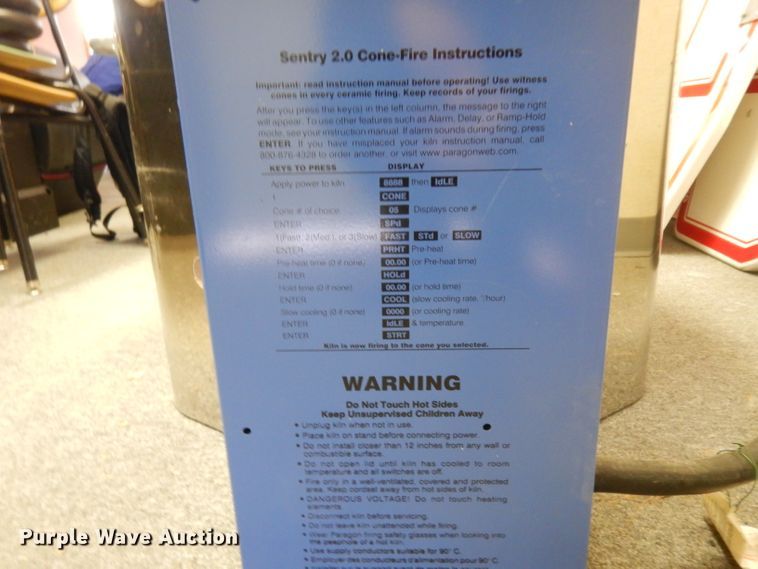 Sentry 2.0 Cone-Fire Instructions
Important: read instruction manual before operating! Use witness
cones in every ceramic firing. Keep records of your firings.
After you press the key(s) in the left column, the message to the right
will appear. To use other features such as Alarm, Delay, or Ramp-Hold
mode, see your instruction manual. If alarm sounds during firing, press
ENTER. If you have misplaced your kiln instruction manual, call
800-876-4328 to order another, or visit www.paragonweb.com.
KEYS TO PRESS DISPLAY
Apply power to kiln 8888 then IdLE
1 CONE
Cone # of choice 05 Displays cone #
ENTER SPd
1(Fast), 2(Med.), or 3(Slow) FAST STd or SLOW
ENTER PRHT Pre-heat
Pre-heat time (0 if none) 00.00 (or Pre-heat time)
ENTER HOLd
Hold time (0 if none) 00.00 (or hold time)
ENTER COOL (slow cooling rate, °/hour)
Slow cooling (0 if none) 0000 (or cooling rate)
ENTER IdLE & temperature
ENTER STRT
Kiln is now firing to the cone you selected.
WARNING
Do Not Touch Hot Sides
Keep Unsupervised Children Away
• Unplug kiln when not in use.
• Place kiln on stand before connecting power.
• Do not install closer than 12 inches from any wall or
combustible surface.
• Do not open lid until kiln has cooled to room
temperature and all switches are off.
• Fire only in a well-ventilated, covered and protected
area. Keep cordset away from hot sides of kiln.
• DANGEROUS VOLTAGE! Do not touch heating
elements.
• Disconnect kiln before servicing.
• Do not leave kiln unattended while firing.
• Wear Paragon firing safety glasses when looking into
the peephole of a hot kiln.
• Use supply conductors suitable for 90° C.
• Employer des conducteurs d'alimentation pour 90° C.
Purple Wave Auction